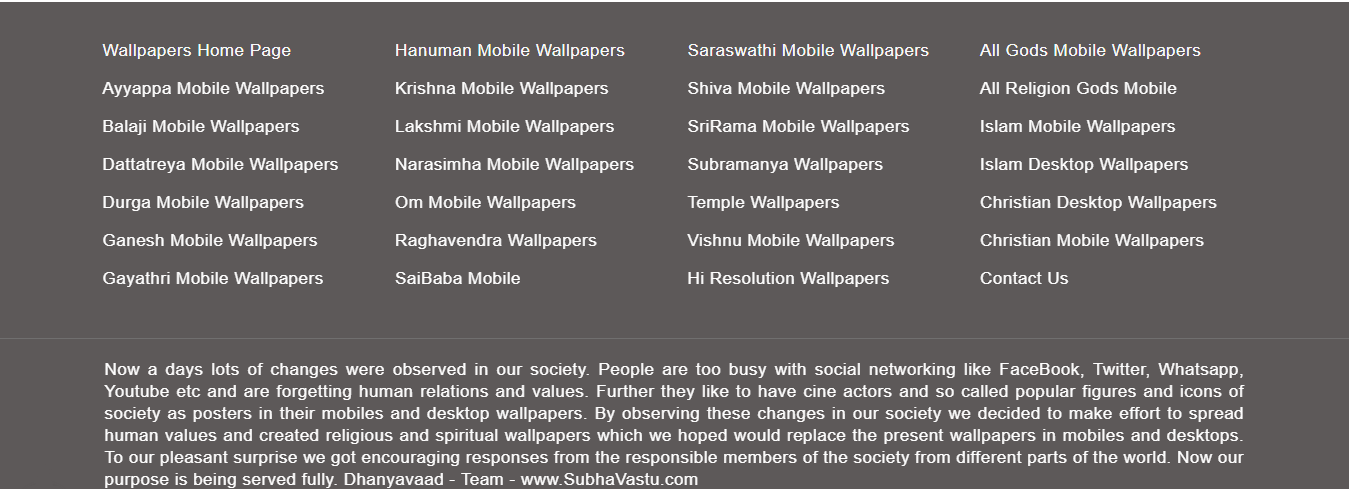 Wallpapers Home Page
Hanuman Mobile Wallpapers
Saraswathi Mobile Wallpapers
All Gods Mobile Wallpapers
Ayyappa Mobile Wallpapers
Krishna Mobile Wallpapers
Shiva Mobile Wallpapers
All Religion Gods Mobile
Balaji Mobile Wallpapers
Lakshmi Mobile Wallpapers
SriRama Mobile Wallpapers
Islam Mobile Wallpapers
Dattatreya Mobile Wallpapers
Narasimha Mobile Wallpapers
Subramanya Wallpapers
Islam Desktop Wallpapers
Durga Mobile Wallpapers
Om Mobile Wallpapers
Temple Wallpapers
Christian Desktop Wallpapers
Ganesh Mobile Wallpapers
Raghavendra Wallpapers
Vishnu Mobile Wallpapers
Christian Mobile Wallpapers
Gayathri Mobile Wallpapers
SaiBaba Mobile
Hi Resolution Wallpapers
Contact Us
Now a days lots of changes were observed in our society. People are too busy with social networking like FaceBook, Twitter, Whatsapp,
Youtube etc and are forgetting human relations and values. Further they like to have cine actors and so called popular figures and icons of
society as posters in their mobiles and desktop wallpapers. By observing these changes in our society we decided to make effort to spread
human values and created religious and spiritual wallpapers which we hoped would replace the present wallpapers in mobiles and desktops.
To our pleasant surprise we got encouraging responses from the responsible members of the society from different parts of the world. Now our
purpose is being served fully. Dhanyavaad - Team - www.SubhaVastu.com